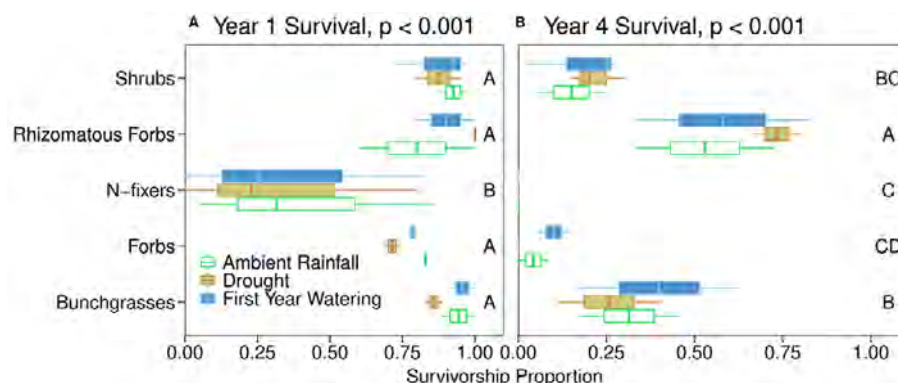 A Year 1 Survival, p < 0.001
B Year 4 Survival, p < 0.001
Shrubs
Rhizomatous Forbs
N−fixers
Forbs
Bunchgrasses
A
A
B
A
A
Ambient Rainfall
Drought
First Year Watering
BC
A
C
CD
B
0.00 0.25 0.50 0.75 1.00
0.00 0.25 0.50 0.75 1.00
Survivorship Proportion